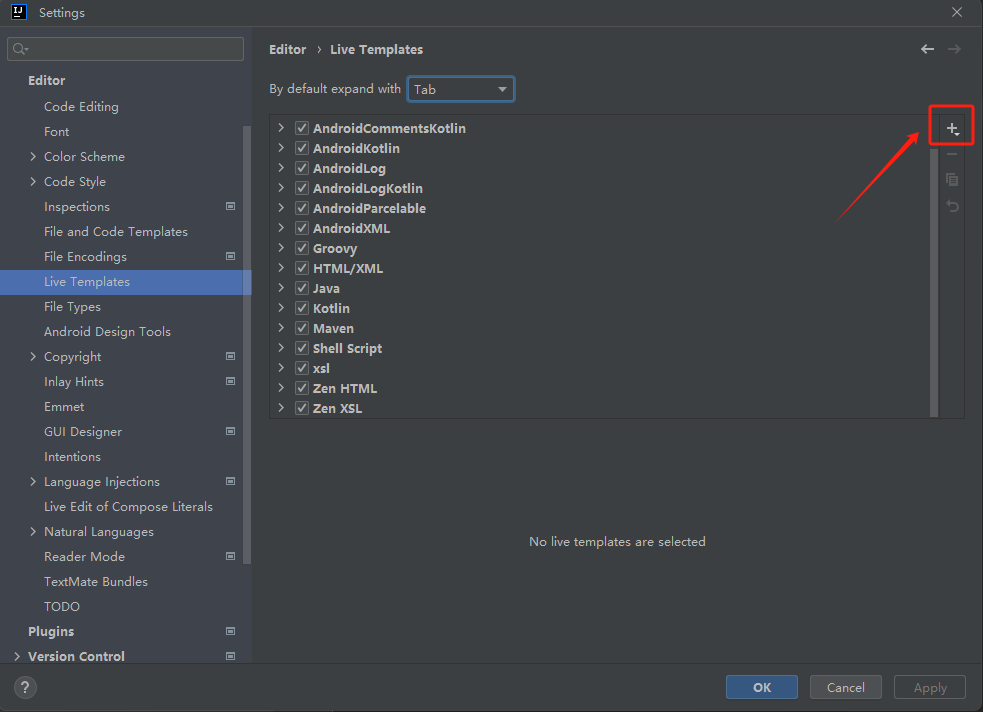 Settings
Editor
Code Editing
Font
Color Scheme
Code Style
Inspections
File and Code Templates
File Encodings
Live Templates
File Types
Android Design Tools
Copyright
Inlay Hints
Emmet
GUI Designer
Intentions
Language Injections
Live Edit of Compose Literals
Natural Languages
Reader Mode
TextMate Bundles
TODO
Plugins
Version Control
Editor › Live Templates
By default expand with Tab
AndroidCommentsKotlin
AndroidKotlin
AndroidLog
AndroidLogKotlin
AndroidParcelable
AndroidXML
Groovy
HTML/XML
Java
Kotlin
Maven
Shell Script
xsl
Zen HTML
Zen XSL
No live templates are selected
?
OK Cancel Apply